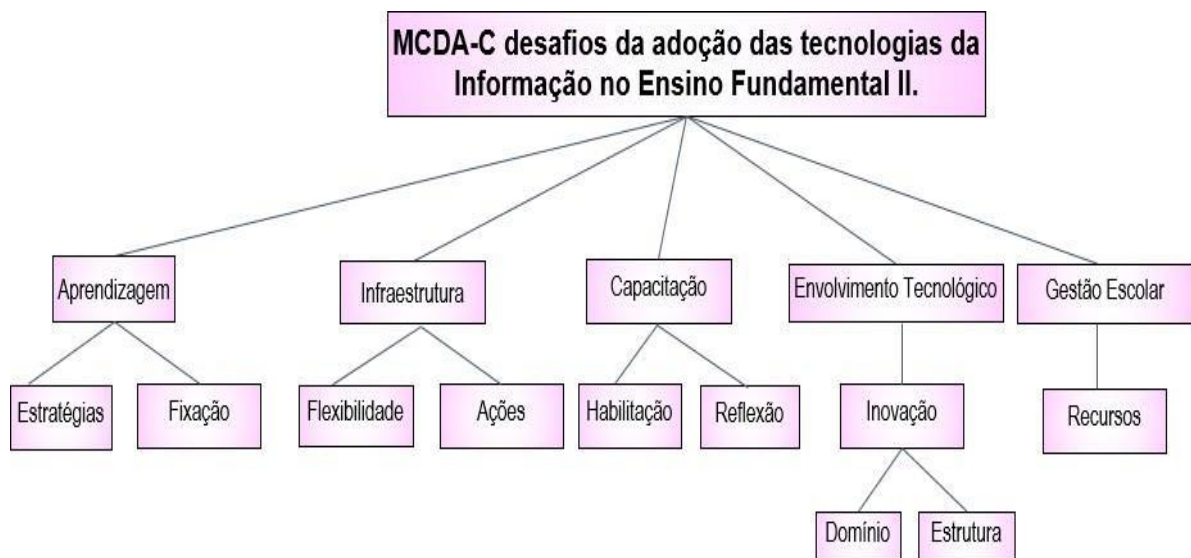 MCDA-C desafios da adoção das tecnologias da
Informação no Ensino Fundamental II.
Aprendizagem
Infraestrutura
Capacitação
Envolvimento Tecnológico
Gestão Escolar
Estratégias
Fixação
Flexibilidade
Ações
Habilitação
Reflexão
Inovação
Recursos
Domínio
Estrutura